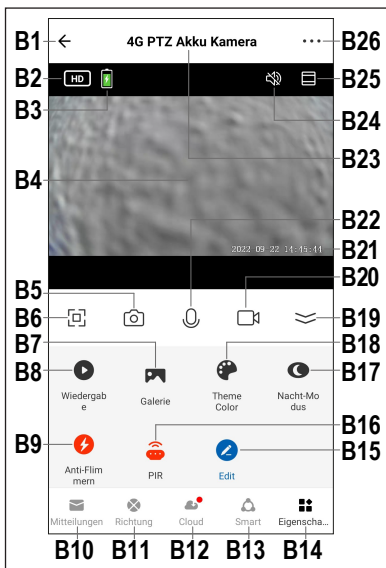 B1
4G PTZ Akku Kamera
B26
B2
HD
B25
B3
B24
B23
B4
B22
2022 09 22 14:45:44
B21
B20
B5
B6
B19
B7
B18
B8
Wiedergab
e
Galerie
Theme
Color
Nacht-Mo
dus
B17
B16
B9
Anti-Flim
mern
PIR
Edit
B15
Mitteilungen
Richtung
Cloud
Smart
Eigenscha...
B10
B11
B12
B13
B14